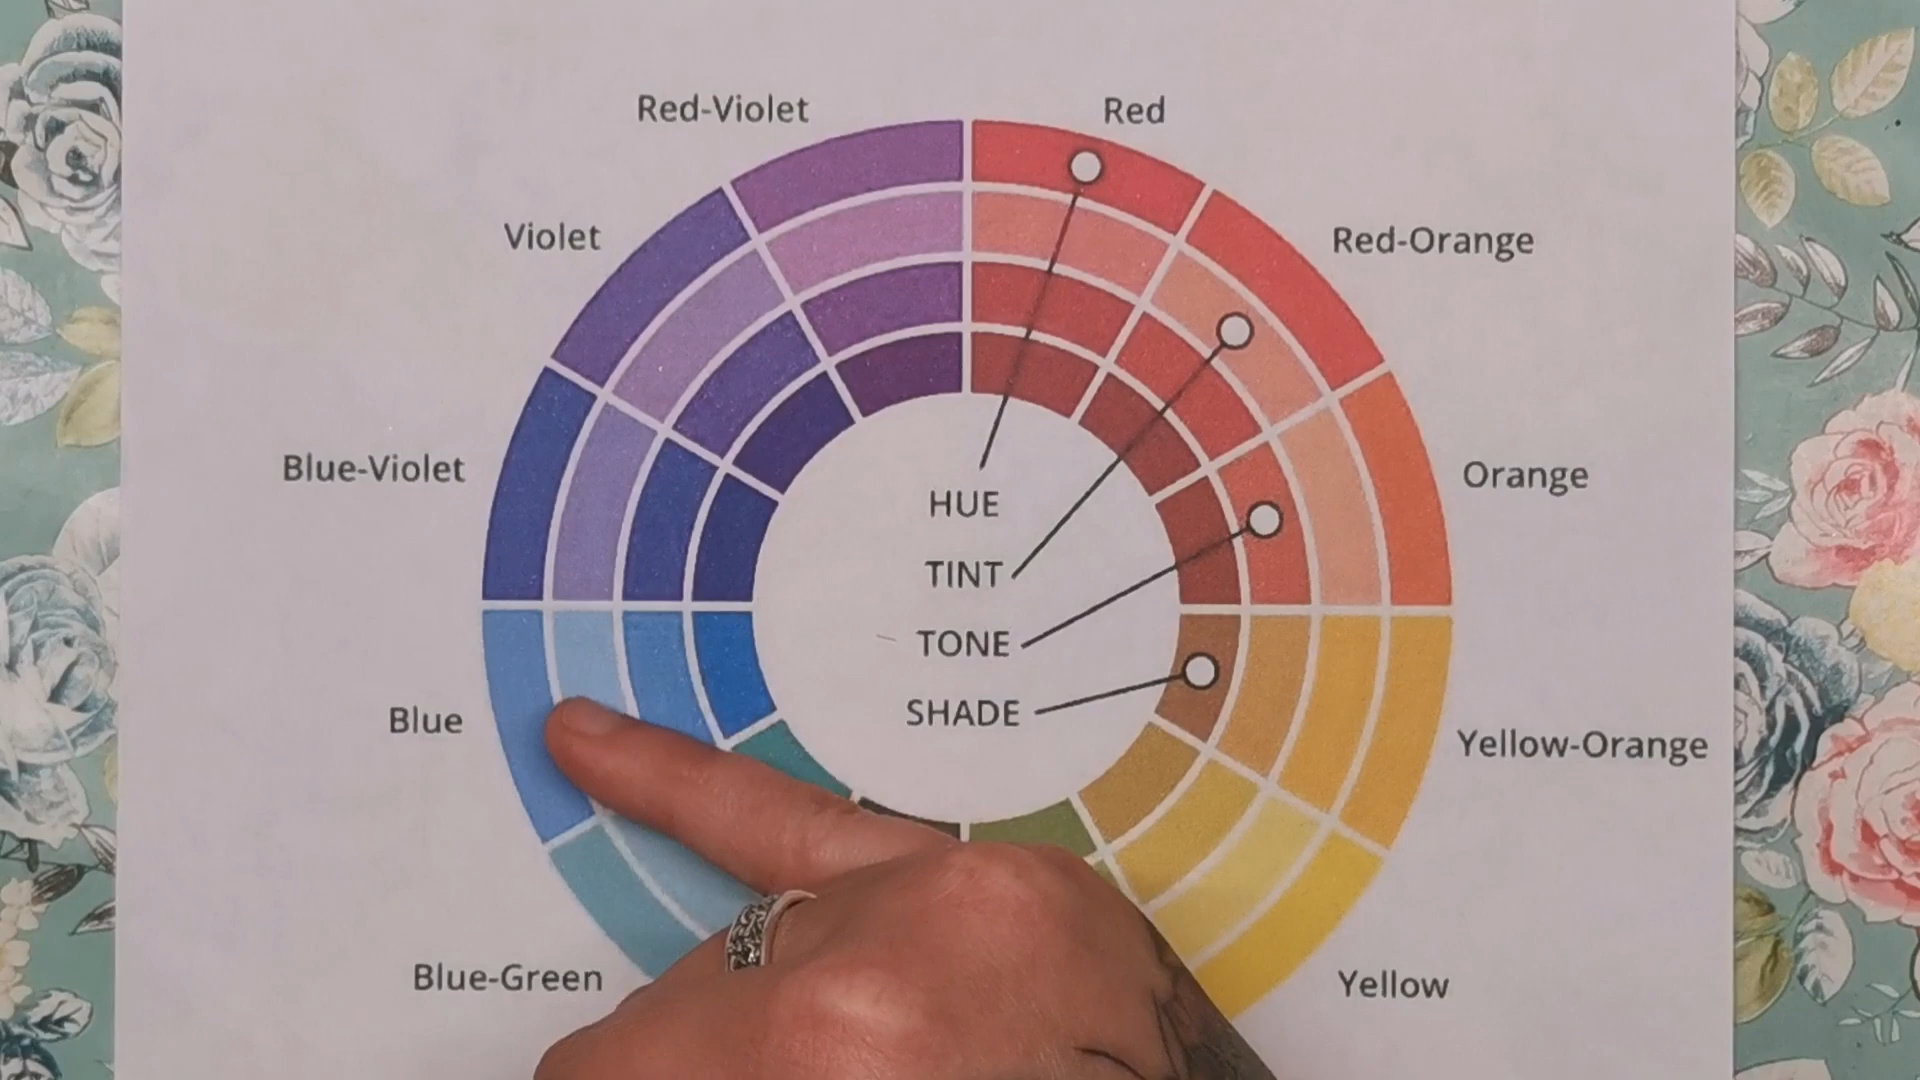 Red-Violet
Red
Violet
Red-Orange
Blue-Violet
Orange
HUE
TINT
TONE
SHADE
Blue
Yellow-Orange
Blue-Green
Yellow